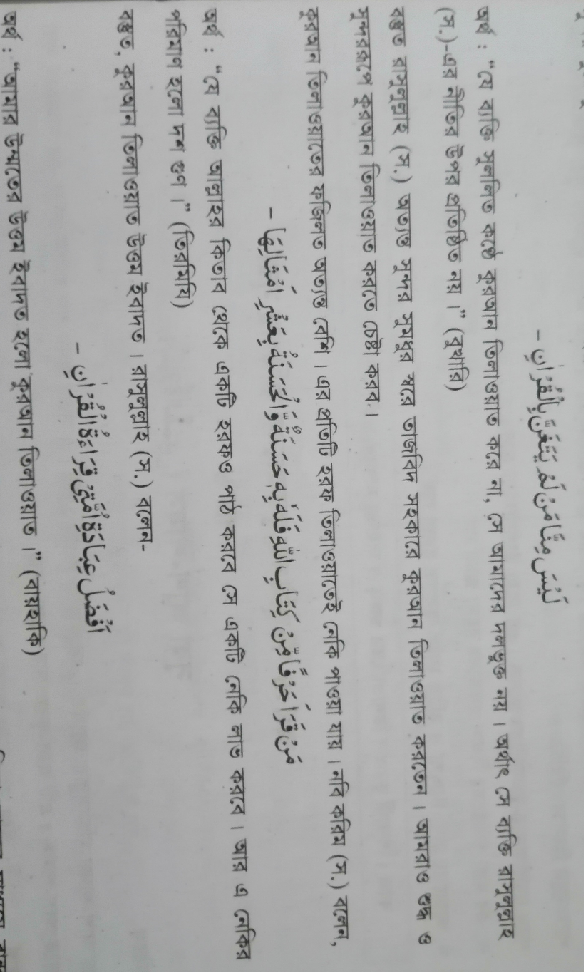 لَيْسَ مِنَّا مَنْ لَمْ يَتَغَنَّ بِالْقُرْاٰنِ –
অর্থ : “যে ব্যক্তি সুললিত কণ্ঠে কুরআন তিলাওয়াত করে না, সে আমাদের দলভুক্ত নয়। অর্থাৎ সে ব্যক্তি রাসুলুল্লাহ
(স.)-এর নীতির উপর প্রতিষ্ঠিত নয়।” (বুখারি)
বস্তুত রাসুলুল্লাহ (স.) অত্যন্ত সুন্দর সুমধুর স্বরে তাজবিদ সহকারে কুরআন তিলাওয়াত করতেন। আমরাও শুদ্ধ ও
সুন্দররূপে কুরআন তিলাওয়াত করতে চেষ্টা করব।
কুরআন তিলাওয়াতের ফজিলত অত্যন্ত বেশি। এর প্রতিটি হরফ তিলাওয়াতেই নেকি পাওয়া যায়। নবি করিম (স.) বলেন,
مَنْ قَرَاَ حَرْفًا مِّنْ كِتَابِ اللّٰهِ فَلَهٗ بِهٖ حَسَنَةٌ وَّالْحَسَنَةُ بِعَشْرِ اَمْثَالِهَا –
অর্থ : “যে ব্যক্তি আল্লাহর কিতাব থেকে একটি হরফও পাঠ করবে সে একটি নেকি লাভ করবে। আর এ নেকির
পরিমাণ হলো দশ গুণ।” (তিরমিযি)
বস্তুত, কুরআন তিলাওয়াত উত্তম ইবাদত। রাসুলুল্লাহ (স.) বলেন-
اَفْضَلُ عِبَادَةِ اُمَّتِىْ قِرَاءَةُ الْقُرْاٰنِ –
অর্থ : “আমার উম্মতের উত্তম ইবাদত হলো কুরআন তিলাওয়াত।” (বায়হাকি)